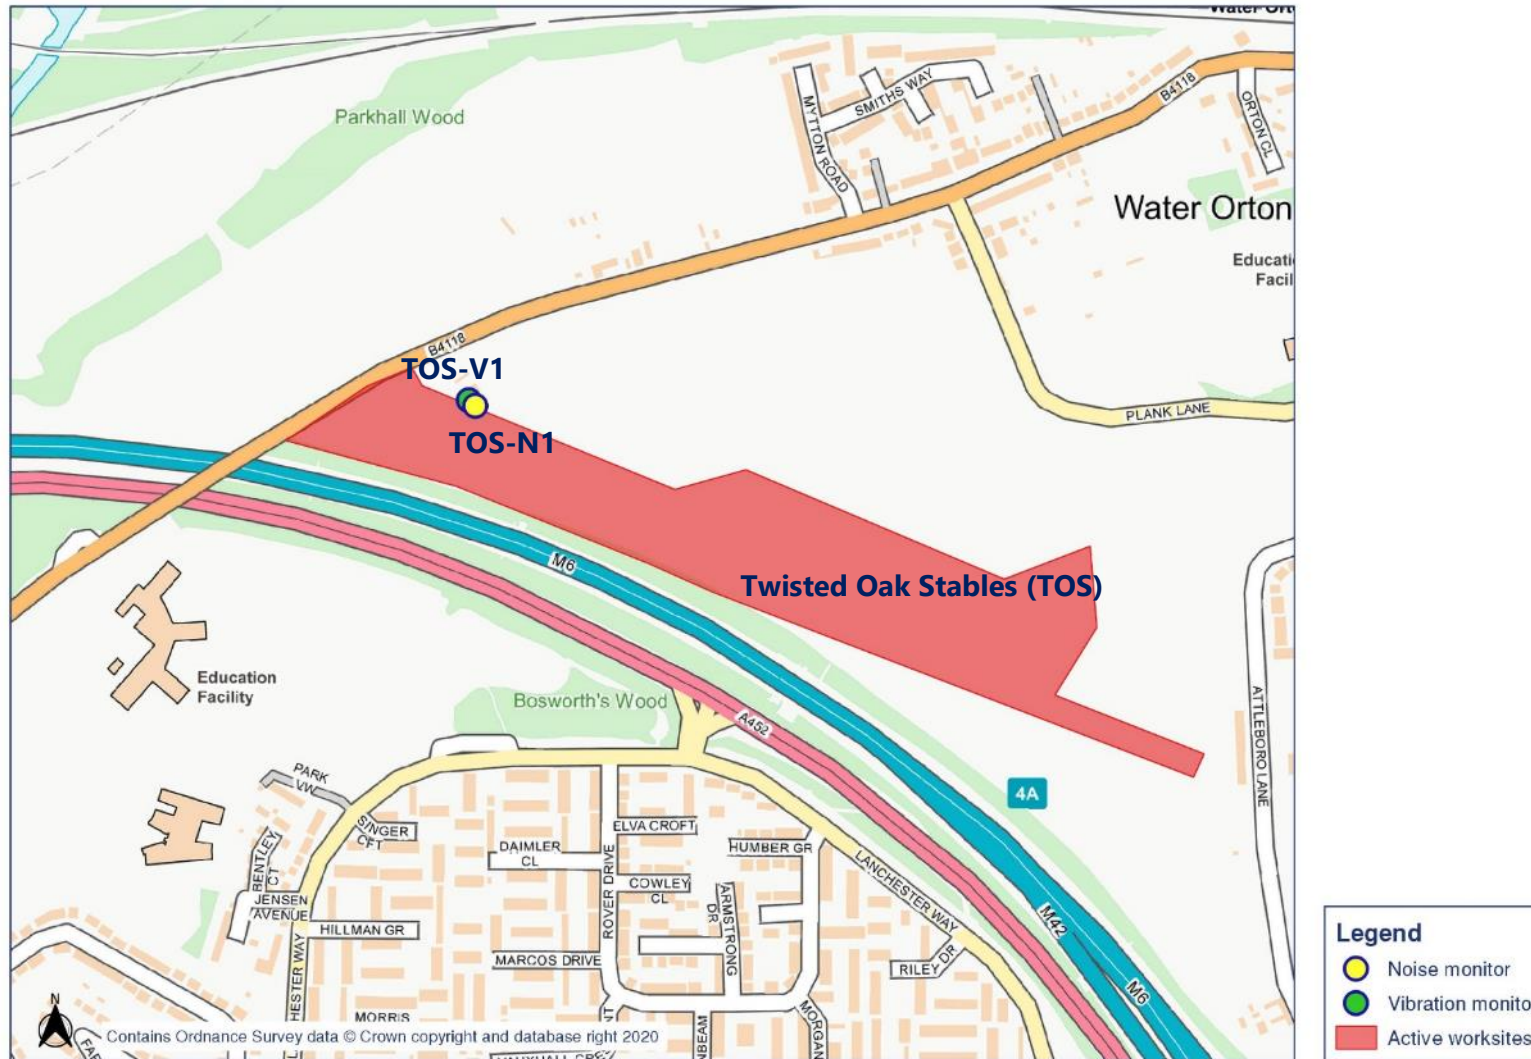 Parkhall Wood
SMITHS WAY
MYTTON ROAD
B4118
ORTON CL
Water Orton
B4118
TOS-V1
TOS-N1
PLANK LANE
M6
Twisted Oak Stables (TOS)
Education
Facility
Bosworth's Wood
A452
ATTLEBORO LANE
4A
PARK
VW
SINGER
CFT
ELVA CROFT
DAIMLER
CL
HUMBER GR
BENTLEY
CT
ROVER DRIVE
COWLEY
CL
ARMSTRONG
DR
LANCHESTER WAY
JENSEN
AVENUE
HILLMAN GR
MARCOS DRIVE
RILEY DR
M42
M6
N
MORRIS
MORGAN
Contains Ordnance Survey data © Crown copyright and database right 2020
Legend
Noise monitor
Vibration monito
Active worksites